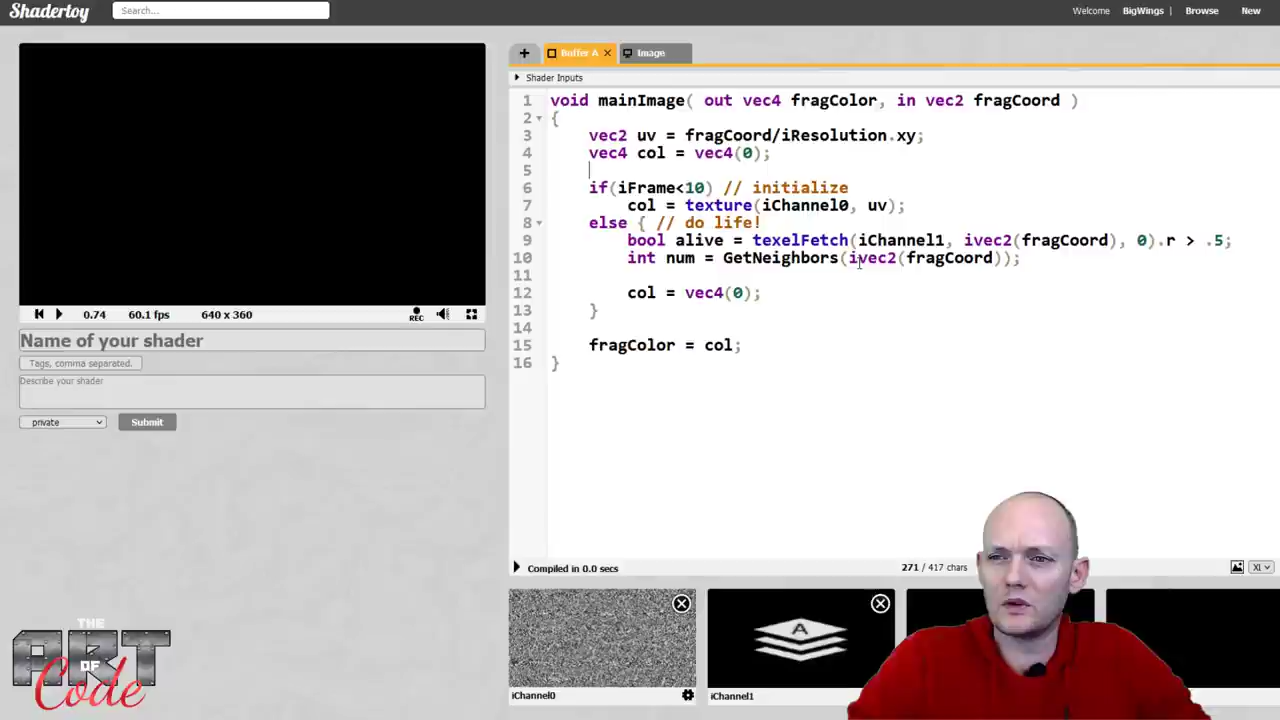 Shadertoy
Search...
Welcome BigWings | Browse New
+ Buffer A × Image
Shader Inputs
1 void mainImage( out vec4 fragColor, in vec2 fragCoord )
2 {
3 vec2 uv = fragCoord/iResolution.xy;
4 vec4 col = vec4(0);
5
6 if(iFrame<10) // initialize
7 col = texture(iChannel0, uv);
8 else { // do life!
9 bool alive = texelFetch(iChannel1, ivec2(fragCoord), 0).r > .5;
10 int num = GetNeighbors(ivec2(fragCoord));
11
12 col = vec4(0);
13 }
14
15 fragColor = col;
16 }
0.74 60.1 fps 640 x 360 REC
Name of your shader
Tags, comma separated.
Describe your shader
private Submit
Compiled in 0.0 secs 271 / 417 chars Xl
A
iChannel0 iChannel1
THE
ART
OF
Code